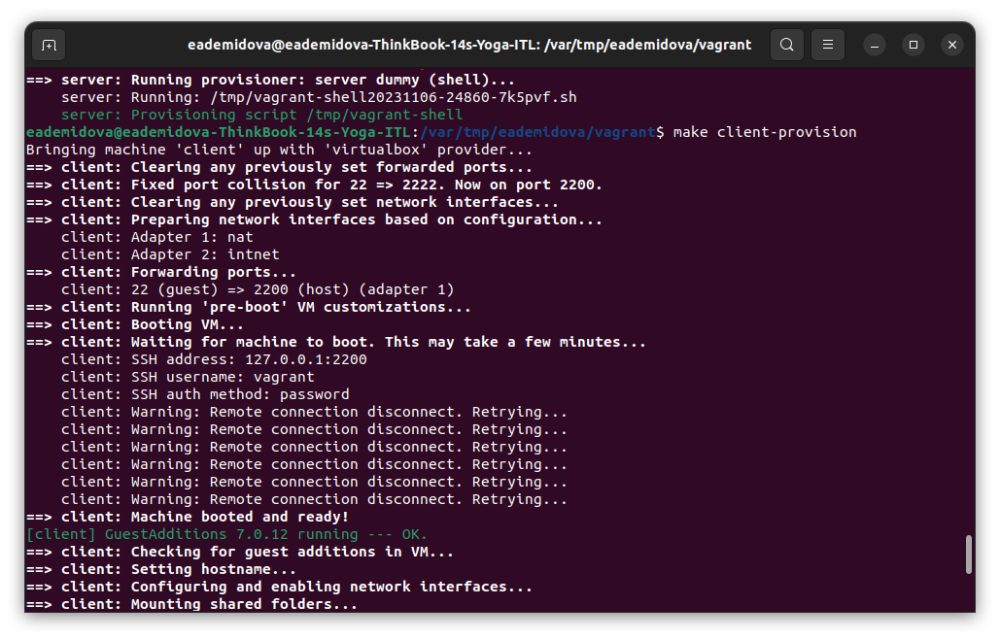 eademidova@eademidova-ThinkBook-14s-Yoga-ITL: /var/tmp/eademidova/vagrant
==> server: Running provisioner: server dummy (shell)...
    server: Running: /tmp/vagrant-shell20231106-24860-7k5pvf.sh
    server: Provisioning script /tmp/vagrant-shell
eademidova@eademidova-ThinkBook-14s-Yoga-ITL:/var/tmp/eademidova/vagrant$ make client-provision
Bringing machine 'client' up with 'virtualbox' provider...
==> client: Clearing any previously set forwarded ports...
==> client: Fixed port collision for 22 => 2222. Now on port 2200.
==> client: Clearing any previously set network interfaces...
==> client: Preparing network interfaces based on configuration...
    client: Adapter 1: nat
    client: Adapter 2: intnet
==> client: Forwarding ports...
    client: 22 (guest) => 2200 (host) (adapter 1)
==> client: Running 'pre-boot' VM customizations...
==> client: Booting VM...
==> client: Waiting for machine to boot. This may take a few minutes...
    client: SSH address: 127.0.0.1:2200
    client: SSH username: vagrant
    client: SSH auth method: password
    client: Warning: Remote connection disconnect. Retrying...
    client: Warning: Remote connection disconnect. Retrying...
    client: Warning: Remote connection disconnect. Retrying...
    client: Warning: Remote connection disconnect. Retrying...
    client: Warning: Remote connection disconnect. Retrying...
    client: Warning: Remote connection disconnect. Retrying...
==> client: Machine booted and ready!
[client] GuestAdditions 7.0.12 running --- OK.
==> client: Checking for guest additions in VM...
==> client: Setting hostname...
==> client: Configuring and enabling network interfaces...
==> client: Mounting shared folders...